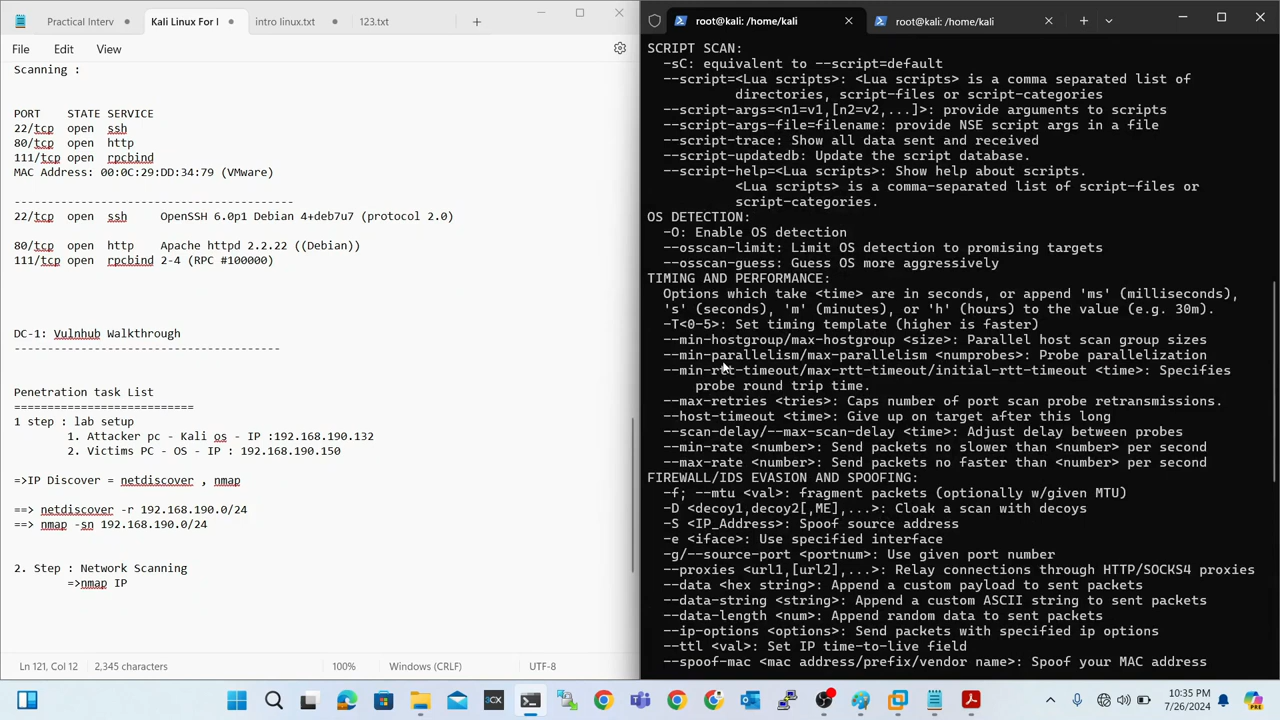 Practical Interv
Kali Linux For I
intro linux.txt
123.txt
File
Edit
View
Scanning :
PORT STATE SERVICE
22/tcp open ssh
80/tcp open http
111/tcp open rpcbind
MAC Address: 00:0C:29:DD:34:79 (VMware)
----------------------------------------
22/tcp open ssh OpenSSH 6.0p1 Debian 4+deb7u7 (protocol 2.0)
80/tcp open http Apache httpd 2.2.22 ((Debian))
111/tcp open rpcbind 2-4 (RPC #100000)
DC-1: Vulnhub Walkthrough
--------------------------------------
Penetration task List
==========================
1 step : lab setup
1. Attacker pc - Kali os - IP :192.168.190.132
2. Victims PC - OS - IP : 192.168.190.150
=>IP Discover = netdiscover , nmap
==> netdiscover -r 192.168.190.0/24
==> nmap -sn 192.168.190.0/24
2. Step : Network Scanning
=>nmap IP
Ln 121, Col 12
2,345 characters
100%
Windows (CRLF)
UTF-8
root@kali: /home/kali
root@kali: /home/kali
SCRIPT SCAN:
-sC: equivalent to --script=default
--script=<Lua scripts>: <Lua scripts> is a comma separated list of
directories, script-files or script-categories
--script-args=<n1=v1,[n2=v2,...]>: provide arguments to scripts
--script-args-file=filename: provide NSE script args in a file
--script-trace: Show all data sent and received
--script-updatedb: Update the script database.
--script-help=<Lua scripts>: Show help about scripts.
<Lua scripts> is a comma-separated list of script-files or
script-categories.
OS DETECTION:
-O: Enable OS detection
--osscan-limit: Limit OS detection to promising targets
--osscan-guess: Guess OS more aggressively
TIMING AND PERFORMANCE:
Options which take <time> are in seconds, or append 'ms' (milliseconds),
's' (seconds), 'm' (minutes), or 'h' (hours) to the value (e.g. 30m).
-T<0-5>: Set timing template (higher is faster)
--min-hostgroup/max-hostgroup <size>: Parallel host scan group sizes
--min-parallelism/max-parallelism <numprobes>: Probe parallelization
--min-rtt-timeout/max-rtt-timeout/initial-rtt-timeout <time>: Specifies
probe round trip time.
--max-retries <tries>: Caps number of port scan probe retransmissions.
--host-timeout <time>: Give up on target after this long
--scan-delay/--max-scan-delay <time>: Adjust delay between probes
--min-rate <number>: Send packets no slower than <number> per second
--max-rate <number>: Send packets no faster than <number> per second
FIREWALL/IDS EVASION AND SPOOFING:
-f; --mtu <val>: fragment packets (optionally w/given MTU)
-D <decoy1,decoy2[,ME],...>: Cloak a scan with decoys
-S <IP_Address>: Spoof source address
-e <iface>: Use specified interface
-g/--source-port <portnum>: Use given port number
--proxies <url1,[url2],...>: Relay connections through HTTP/SOCKS4 proxies
--data <hex string>: Append a custom payload to sent packets
--data-string <string>: Append a custom ASCII string to sent packets
--data-length <num>: Append random data to sent packets
--ip-options <options>: Send packets with specified ip options
--ttl <val>: Set IP time-to-live field
--spoof-mac <mac address/prefix/vendor name>: Spoof your MAC address
3CX
10:35 PM
7/26/2024
PRE